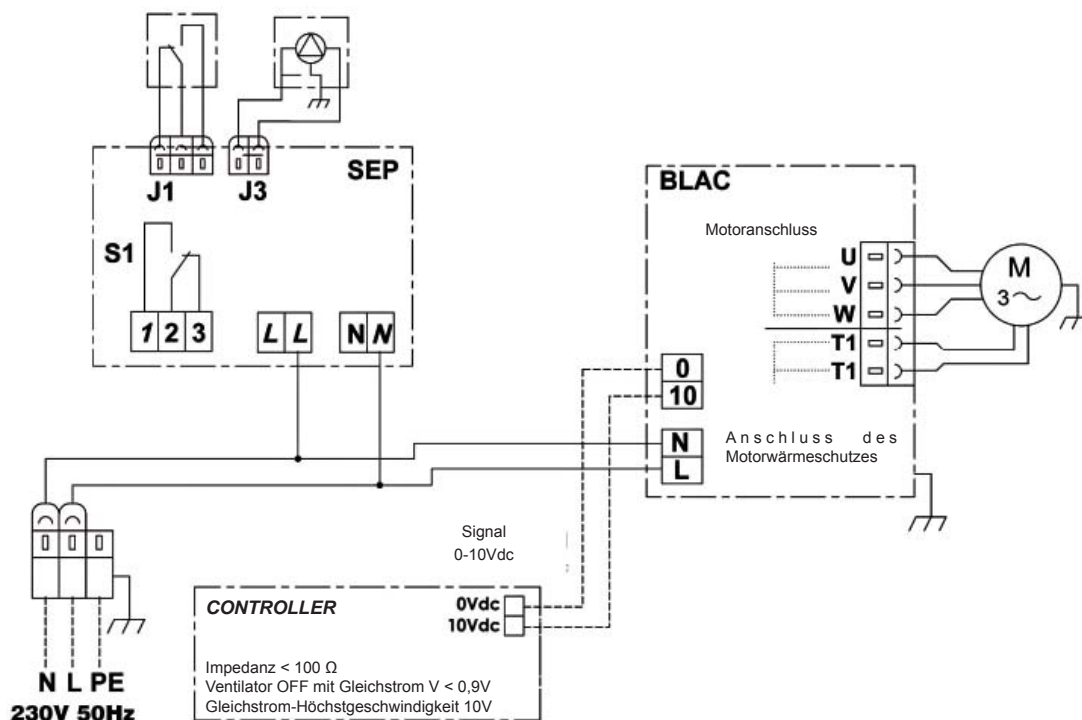 SEP
J1 J3
S1
1 2 3
L L
N N
BLAC
Motoranschluss
U
V
W
T1
T1
M
3~
0
10
N
L
Anschluss des
Motorwärmeschutzes
Signal
0-10Vdc
CONTROLLER
0Vdc
10Vdc
Impedanz < 100 Ω
Ventilator OFF mit Gleichstrom V < 0,9V
Gleichstrom-Höchstgeschwindigkeit 10V
N L PE
230V 50Hz